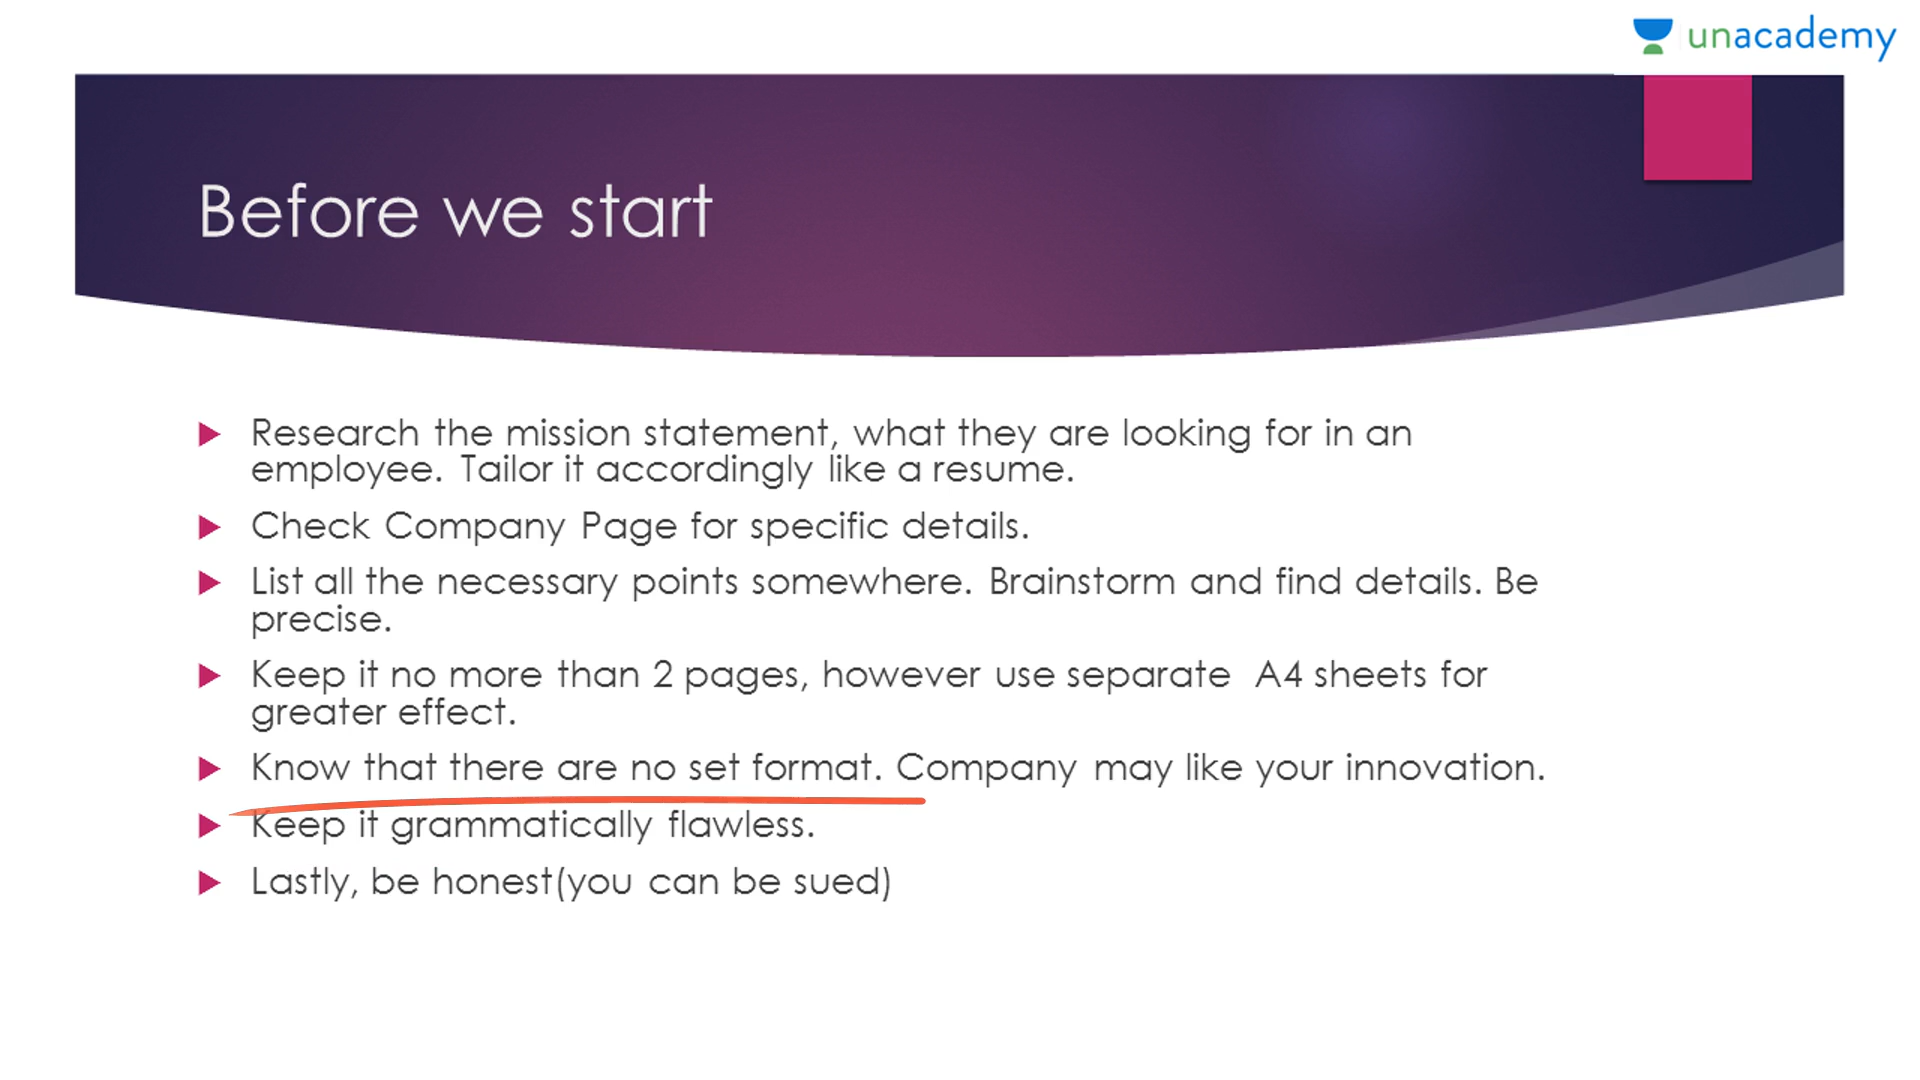 unacademy
Before we start
Research the mission statement, what they are looking for in an
employee. Tailor it accordingly like a resume.
Check Company Page for specific details.
List all the necessary points somewhere. Brainstorm and find details. Be
precise.
Keep it no more than 2 pages, however use separate A4 sheets for
greater effect.
Know that there are no set format. Company may like your innovation.
Keep it grammatically flawless.
Lastly, be honest(you can be sued)